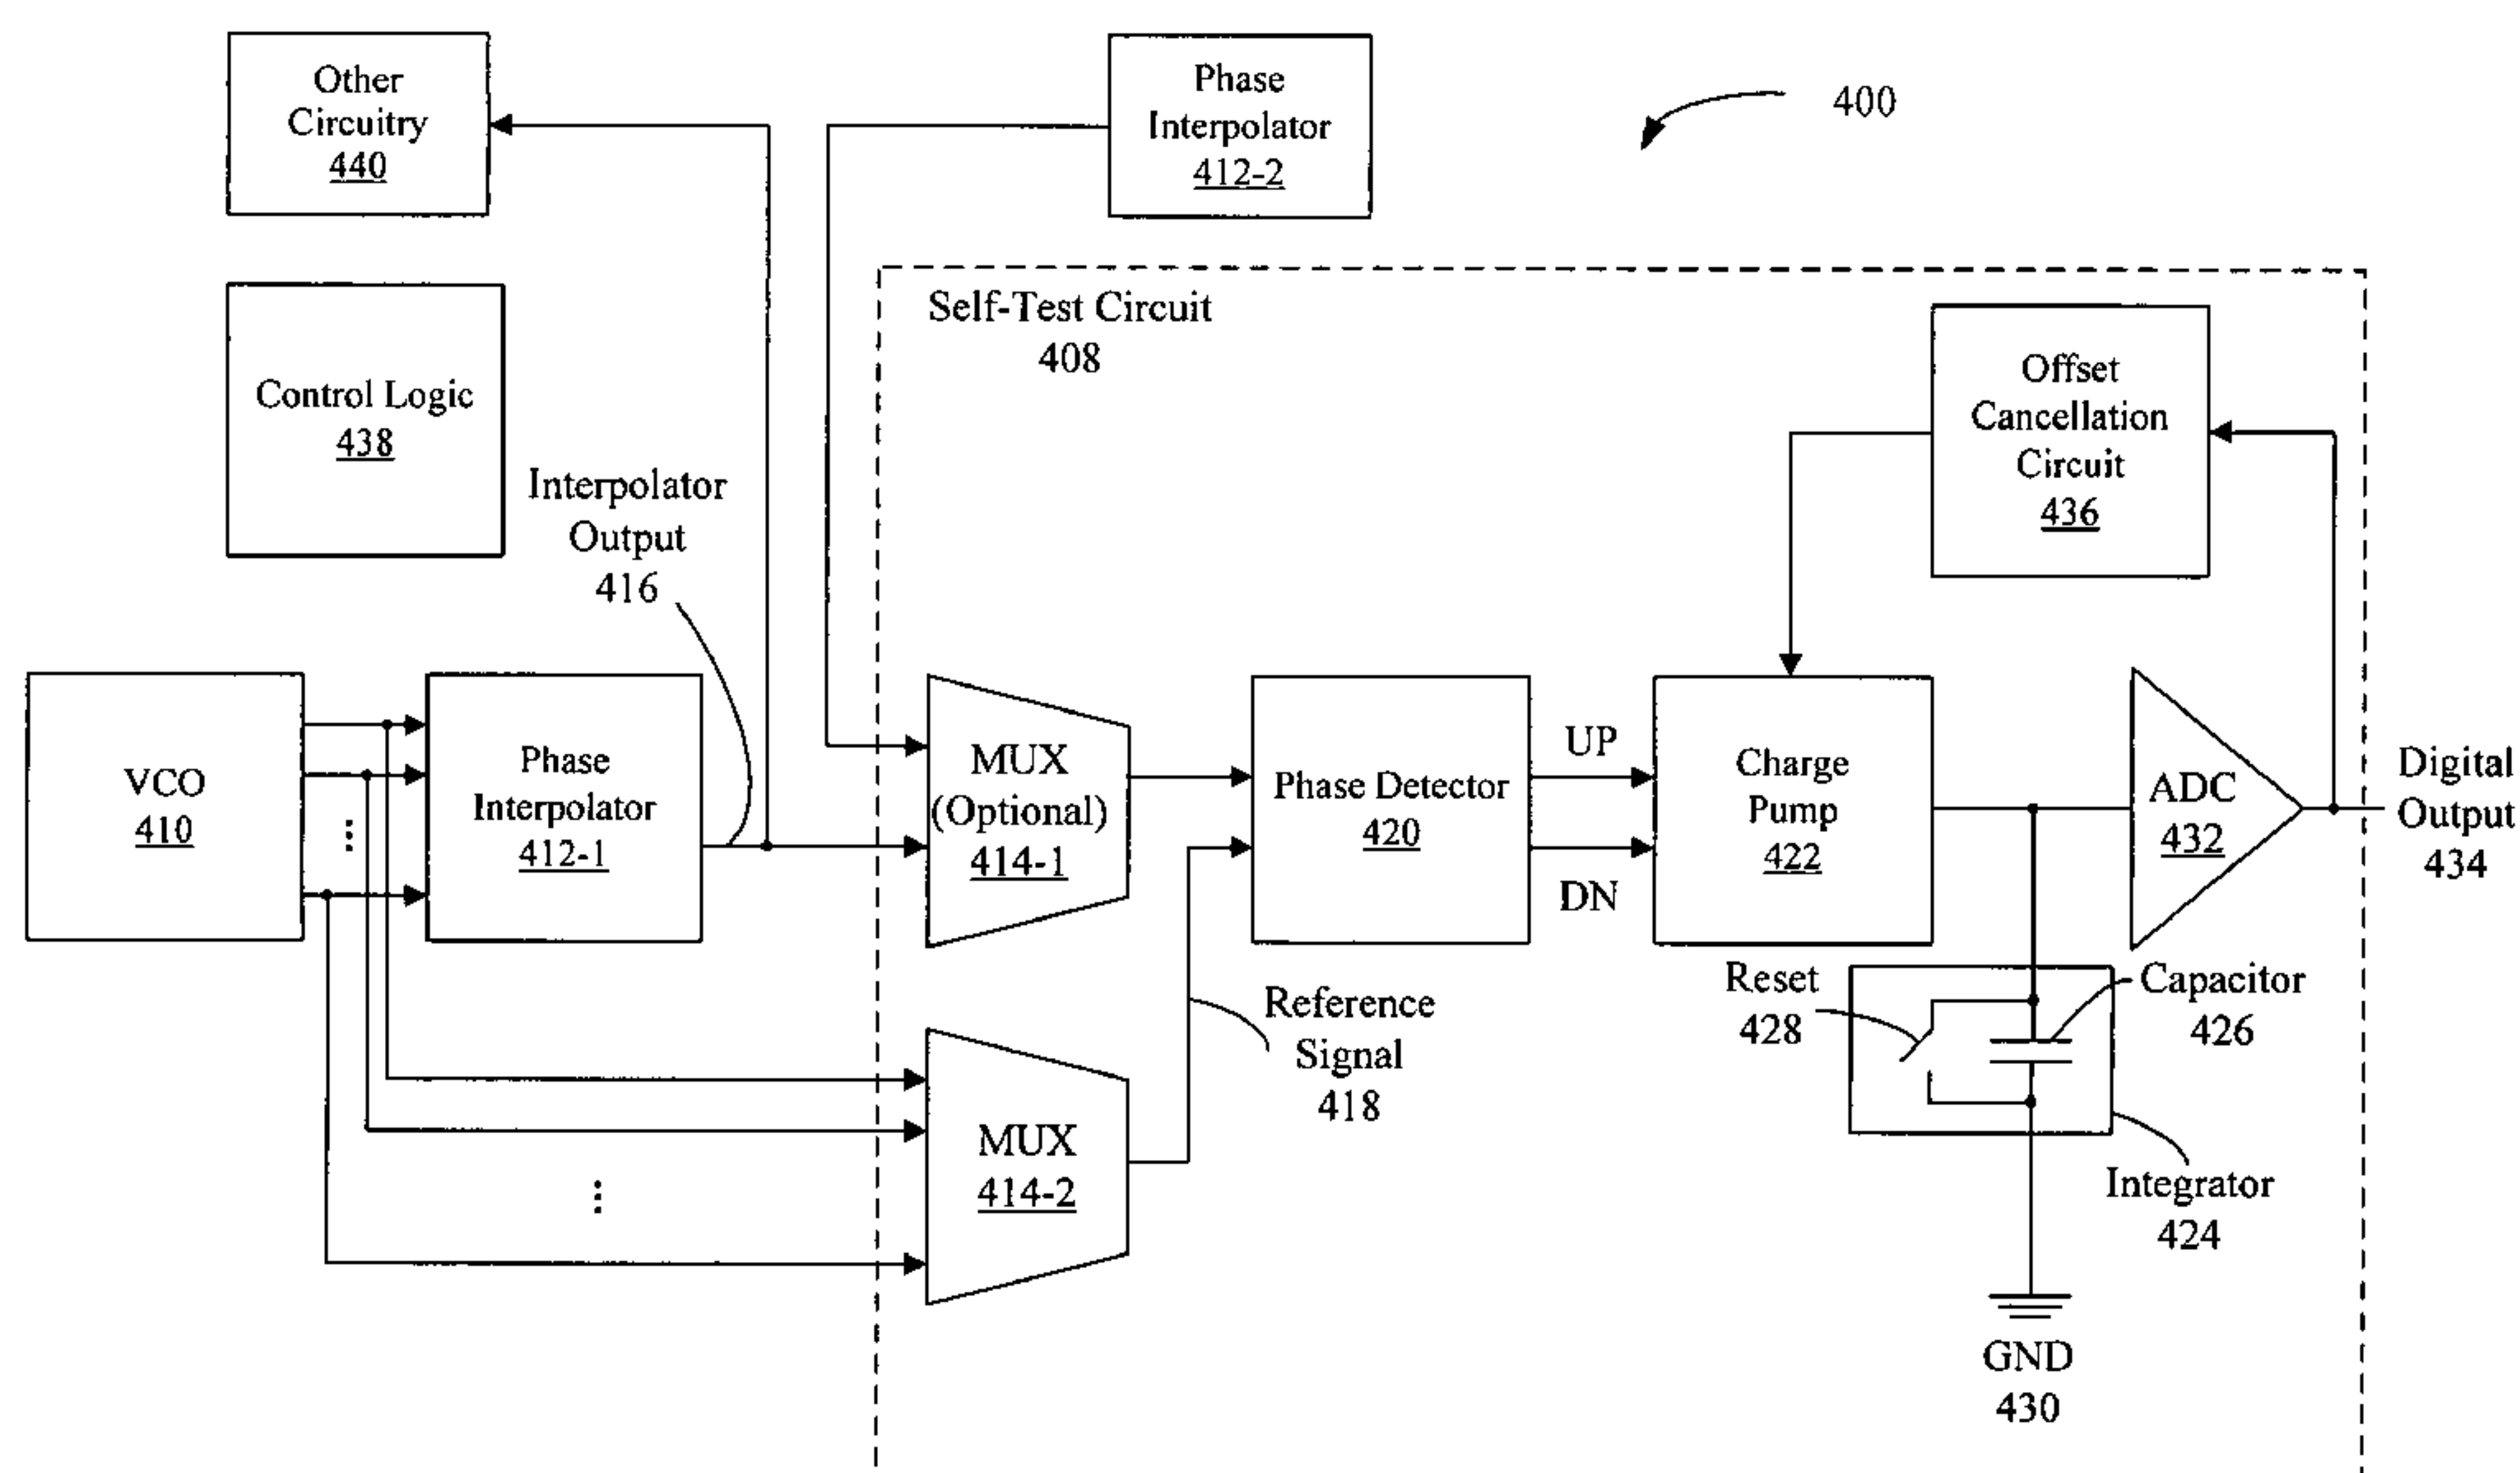 Other
Circuitry
440
Phase
Interpolator
412-2
400
Self-Test Circuit
408
Control Logic
438
Offset
Cancellation
Circuit
436
Interpolator
Output
416
VCO
410
Phase
Interpolator
412-1
MUX
(Optional)
414-1
Phase Detector
420
UP
DN
Charge
Pump
422
ADC
432
Digital
Output
434
Reference
Signal
418
Reset
428
Capacitor
426
MUX
414-2
Integrator
424
GND
430